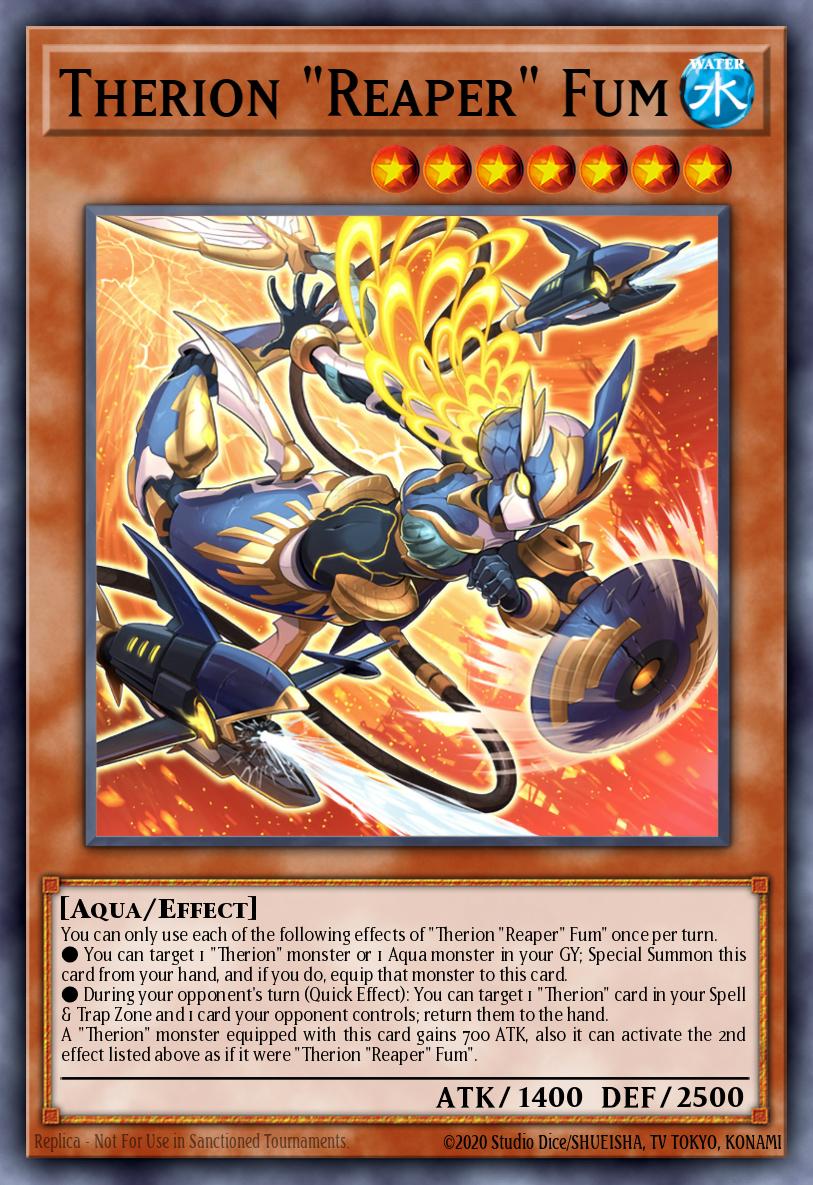 Therion "Reaper" Fum
WATER
水
[Aqua/Effect]
You can only use each of the following effects of "Therion "Reaper" Fum" once per turn.
● You can target 1 "Therion" monster or 1 Aqua monster in your GY; Special Summon this
card from your hand, and if you do, equip that monster to this card.
● During your opponent's turn (Quick Effect): You can target 1 "Therion" card in your Spell
& Trap Zone and 1 card your opponent controls; return them to the hand.
A "Therion" monster equipped with this card gains 700 ATK, also it can activate the 2nd
effect listed above as if it were "Therion "Reaper" Fum".
ATK/1400 DEF/2500
Replica - Not For Use in Sanctioned Tournaments.
©2020 Studio Dice/SHUEISHA, TV TOKYO, KONAMI